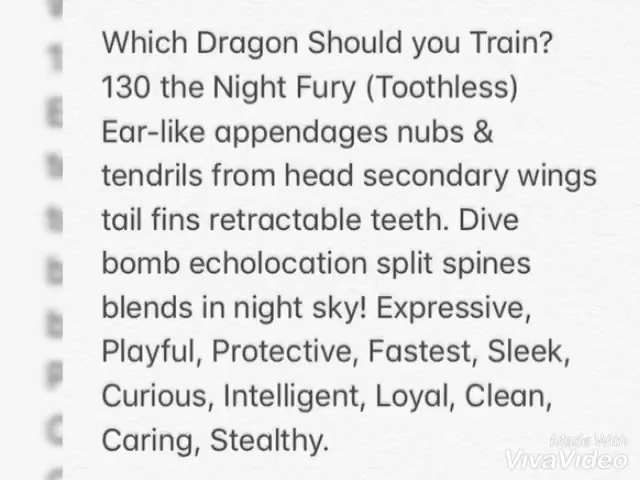 Which Dragon Should you Train?
130 the Night Fury (Toothless)
Ear-like appendages nubs &
tendrils from head secondary wings
tail fins retractable teeth. Dive
bomb echolocation split spines
blends in night sky! Expressive,
Playful, Protective, Fastest, Sleek,
Curious, Intelligent, Loyal, Clean,
Caring, Stealthy.
Made With
VivaVideo